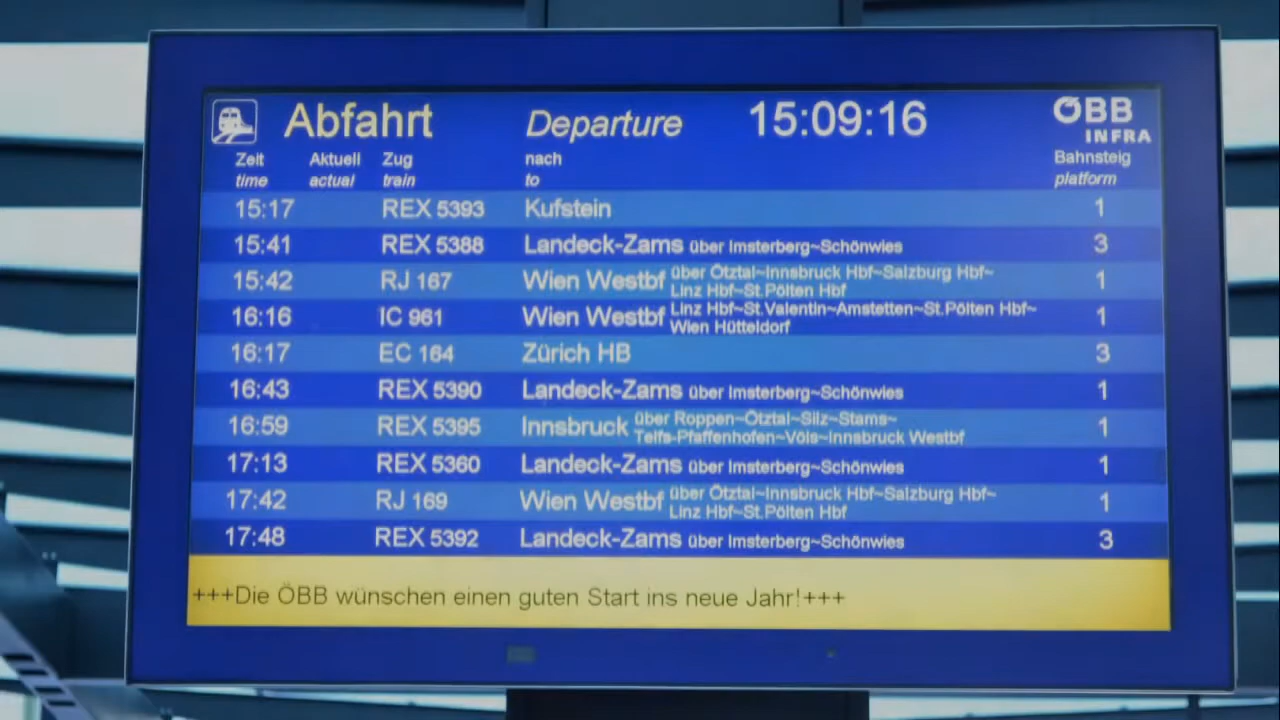 Abfahrt Departure 15:09:16 ÖBB
INFRA
Zeit Aktuell Zug nach Bahnsteig
time actual train to platform
15:17 REX 5393 Kufstein 1
15:41 REX 5388 Landeck-Zams über Imsterberg~Schönwies 3
15:42 RJ 167 Wien Westbf über Ötztal~Innsbruck Hbf~Salzburg Hbf~ 1
Linz Hbf~St.Pölten Hbf
16:16 IC 961 Wien Westbf Linz Hbf~St.Valentin~Amstetten~St.Pölten Hbf~ 1
Wien Hütteldorf
16:17 EC 164 Zürich HB 3
16:43 REX 5390 Landeck-Zams über Imsterberg~Schönwies 1
16:59 REX 5395 Innsbruck über Roppen~Ötztal~Silz~Stams~ 1
Telfs-Pfaffenhofen~Völs~Innsbruck Westbf
17:13 REX 5360 Landeck-Zams über Imsterberg~Schönwies 1
17:42 RJ 169 Wien Westbf über Ötztal~Innsbruck Hbf~Salzburg Hbf~ 1
Linz Hbf~St.Pölten Hbf
17:48 REX 5392 Landeck-Zams über Imsterberg~Schönwies 3
+++Die ÖBB wünschen einen guten Start ins neue Jahr!+++